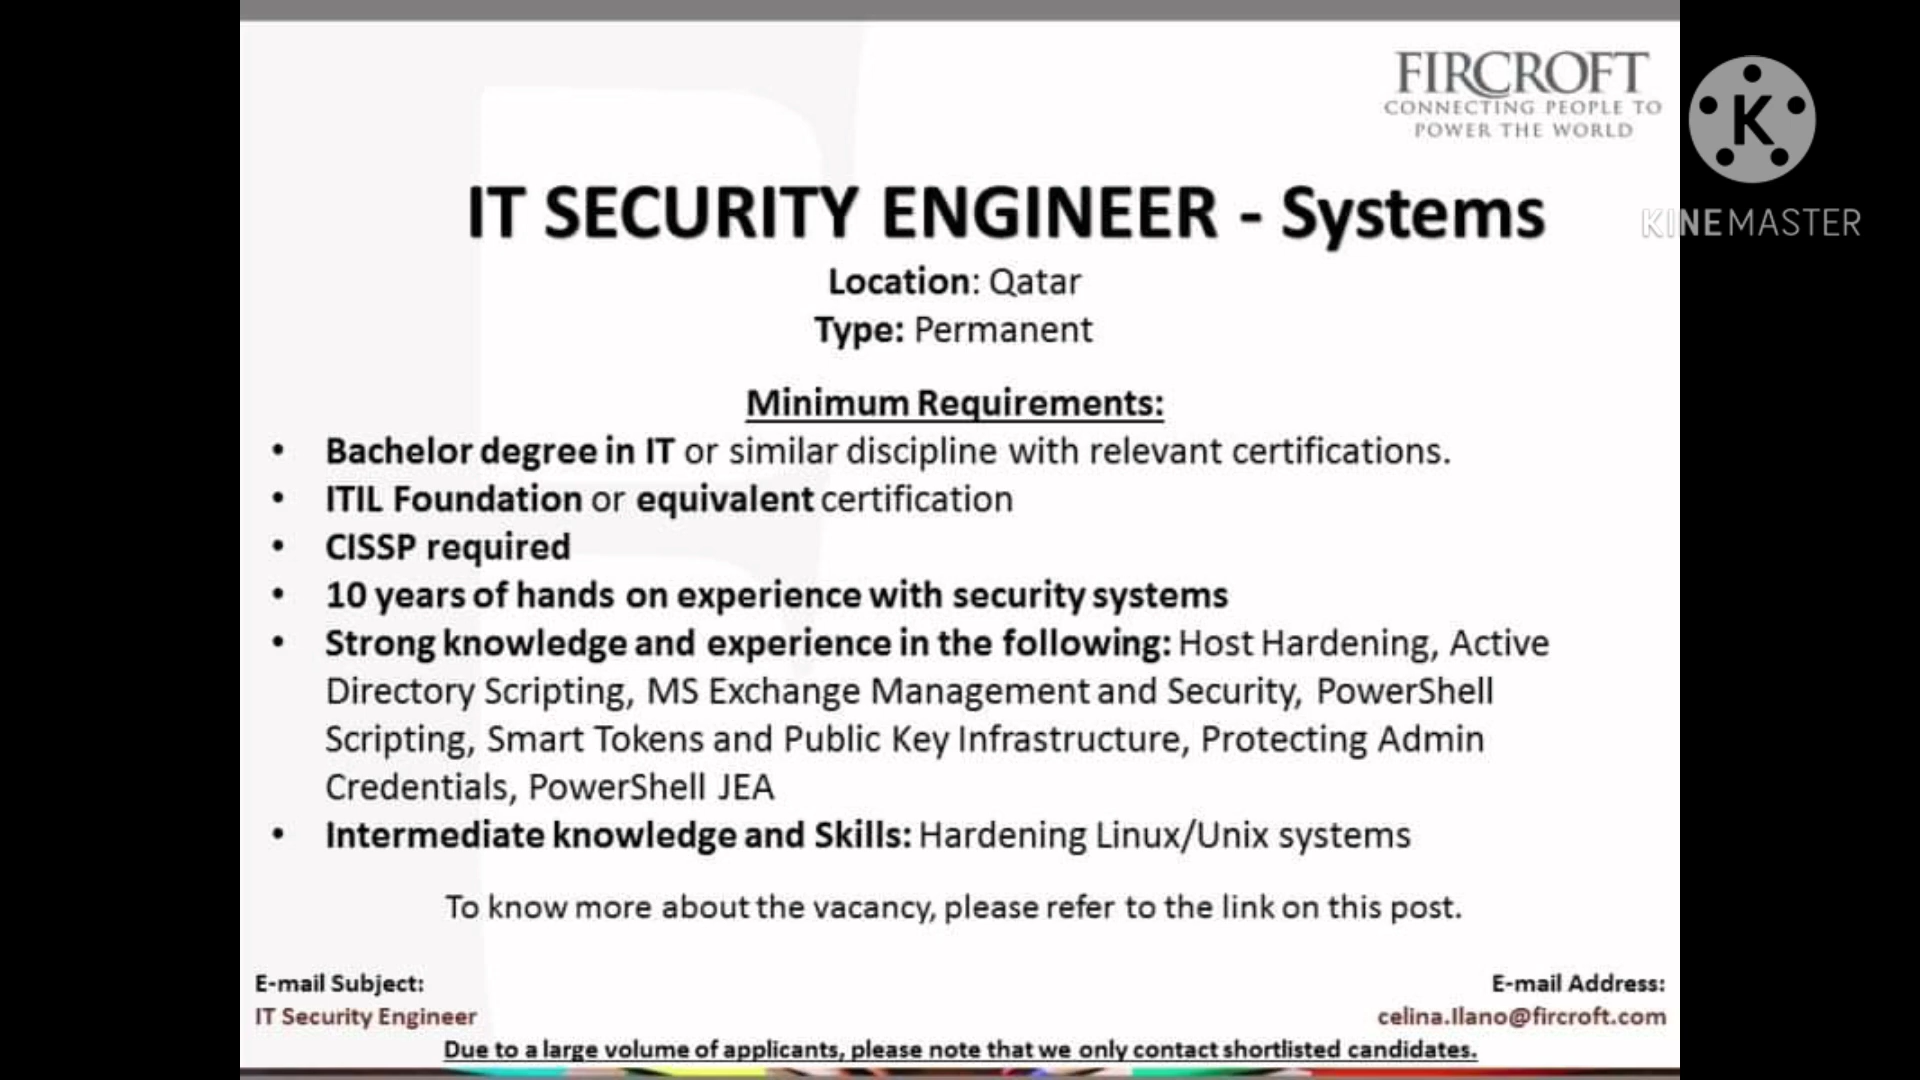 FIRCROFT
CONNECTING PEOPLE TO
POWER THE WORLD
K
KINEMASTER
IT SECURITY ENGINEER - Systems
Location: Qatar
Type: Permanent
Minimum Requirements:
• Bachelor degree in IT or similar discipline with relevant certifications.
• ITIL Foundation or equivalent certification
• CISSP required
• 10 years of hands on experience with security systems
• Strong knowledge and experience in the following: Host Hardening, Active
Directory Scripting, MS Exchange Management and Security, PowerShell
Scripting, Smart Tokens and Public Key Infrastructure, Protecting Admin
Credentials, PowerShell JEA
• Intermediate knowledge and Skills: Hardening Linux/Unix systems
To know more about the vacancy, please refer to the link on this post.
E-mail Subject:
IT Security Engineer
E-mail Address:
celina.llano@fircroft.com
Due to a large volume of applicants, please note that we only contact shortlisted candidates.